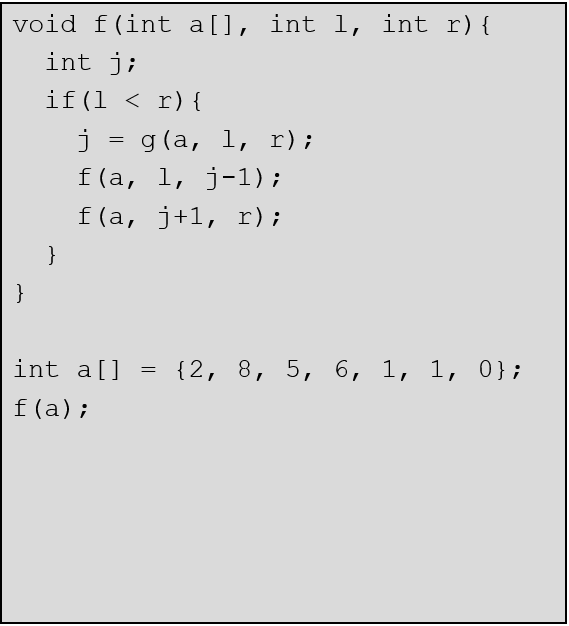 void f(int a[], int l, int r){
int j;
if(l < r){
j = g(a, l, r);
f(a, l, j-1);
f(a, j+1, r);
}
}
int a[] = {2, 8, 5, 6, 1, 1, 0};
f(a);